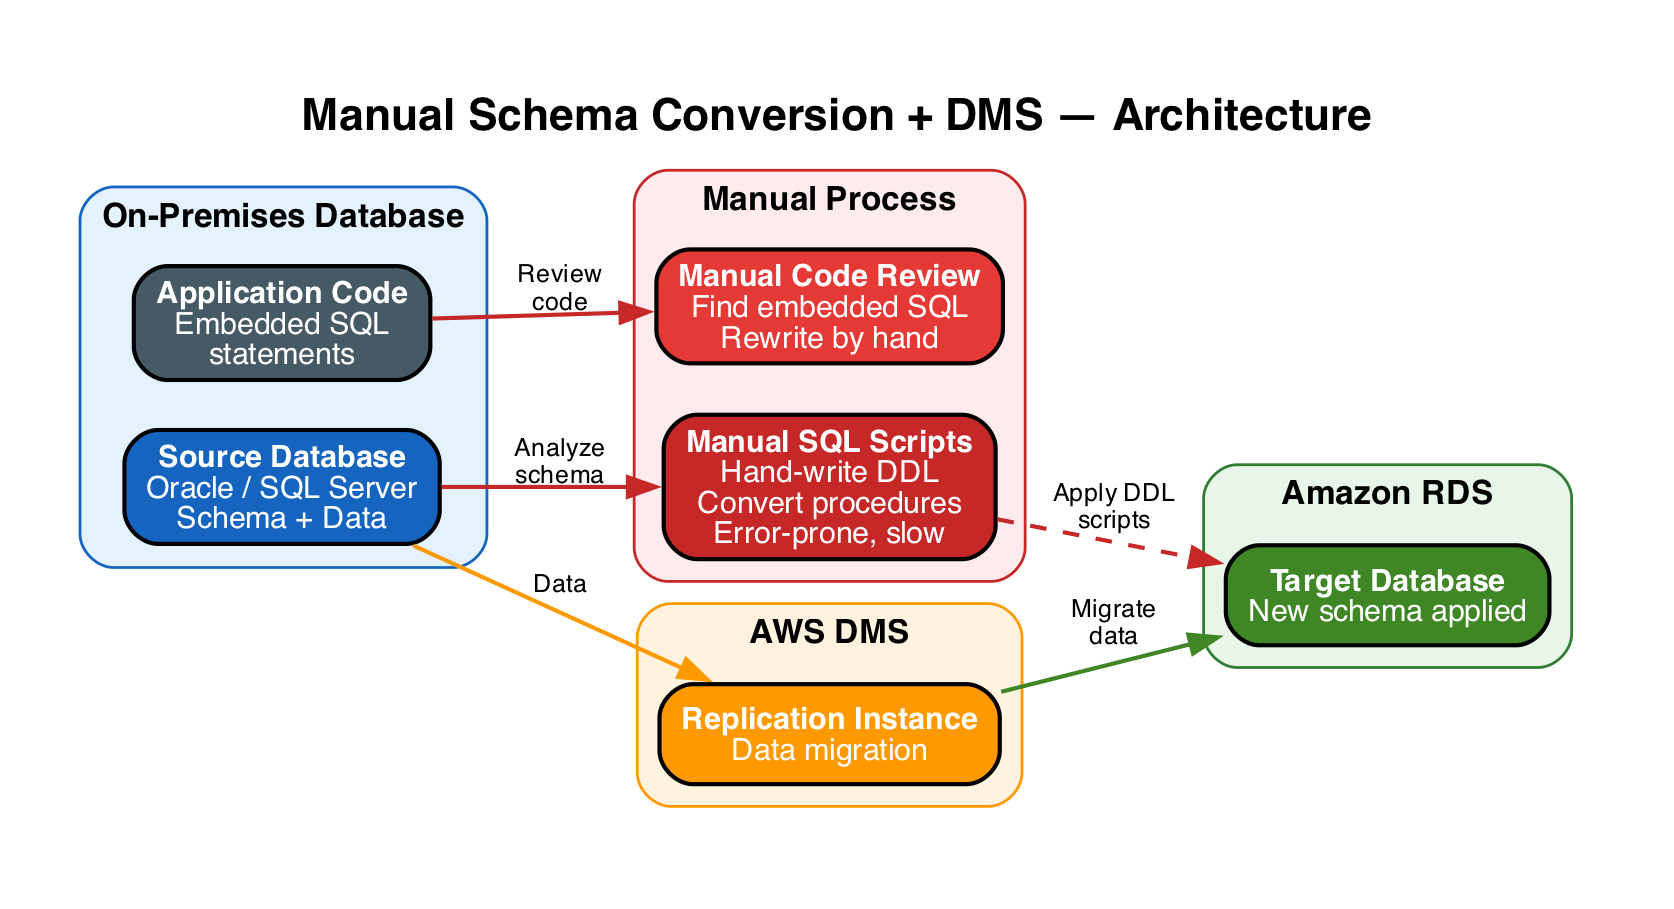 Manual Schema Conversion + DMS — Architecture
On-Premises Database
Application Code
Embedded SQL
statements
Source Database
Oracle / SQL Server
Schema + Data
Review
code
Analyze
schema
Data
Manual Process
Manual Code Review
Find embedded SQL
Rewrite by hand
Manual SQL Scripts
Hand-write DDL
Convert procedures
Error-prone, slow
AWS DMS
Replication Instance
Data migration
Apply DDL
scripts
Migrate
data
Amazon RDS
Target Database
New schema applied